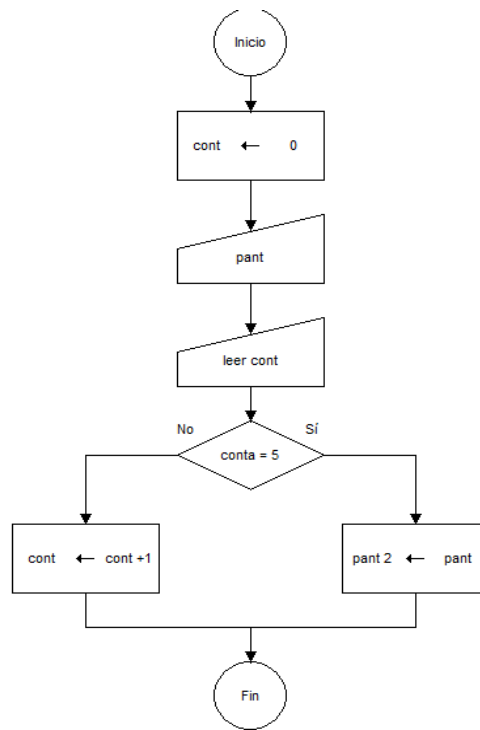 Inicio
cont ← 0
pant
leer cont
No Sí
conta = 5
cont ← cont +1 pant 2 ← pant
Fin